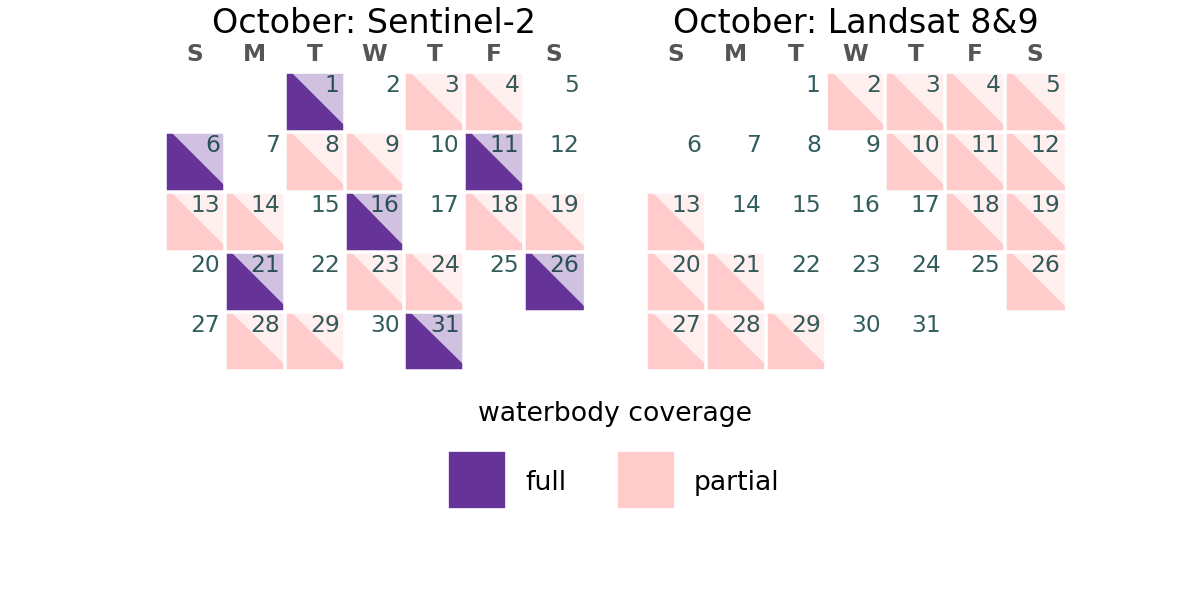 October: Sentinel-2
S M T W T F S
1 2 3 4 5
6 7 8 9 10 11 12
13 14 15 16 17 18 19
20 21 22 23 24 25 26
27 28 29 30 31
October: Landsat 8&9
S M T W T F S
1 2 3 4 5
6 7 8 9 10 11 12
13 14 15 16 17 18 19
20 21 22 23 24 25 26
27 28 29 30 31
waterbody coverage
full
partial